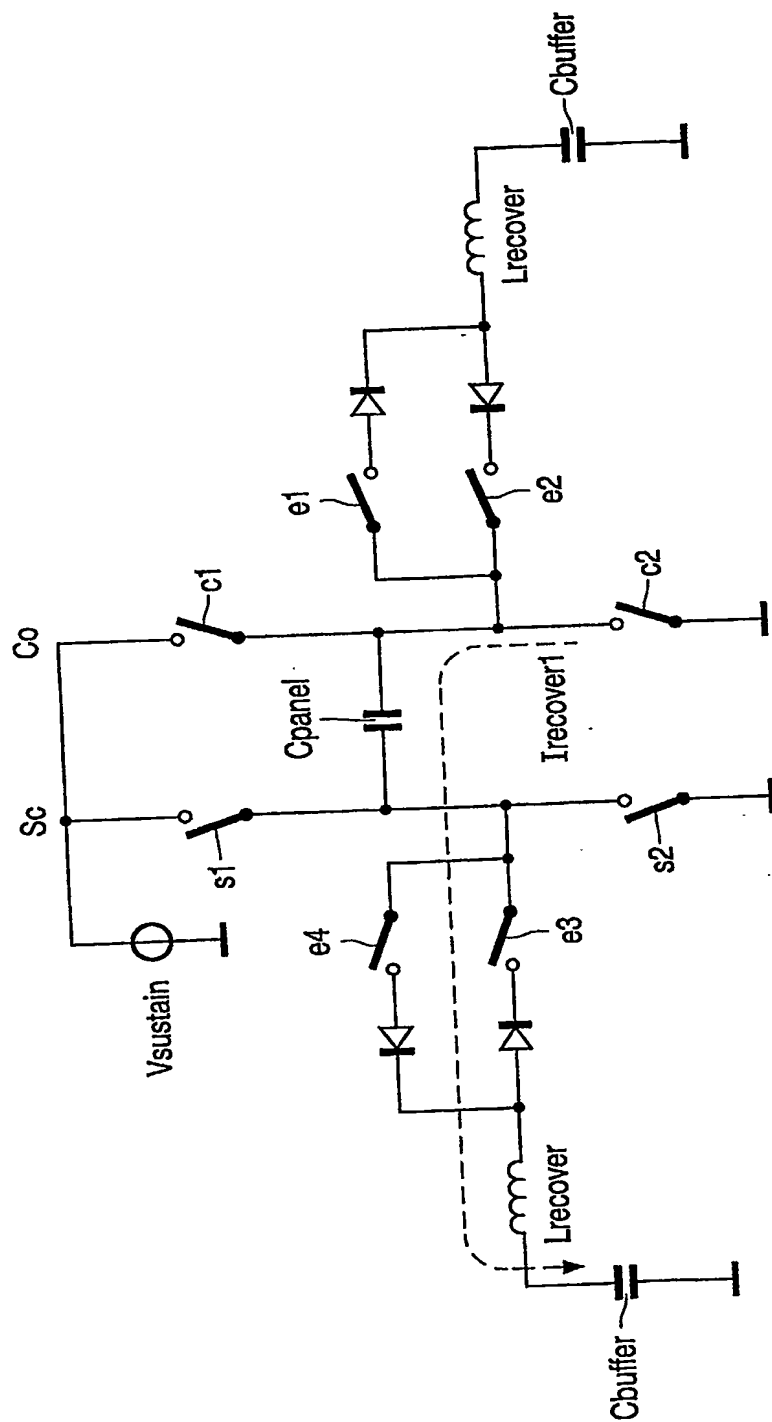 Sc
Co
Vsustain
s1
c1
Cpanel
e4
e3
e1
e2
Lrecover
Cbuffer
Irecover1
s2
c2
Lrecover
Cbuffer